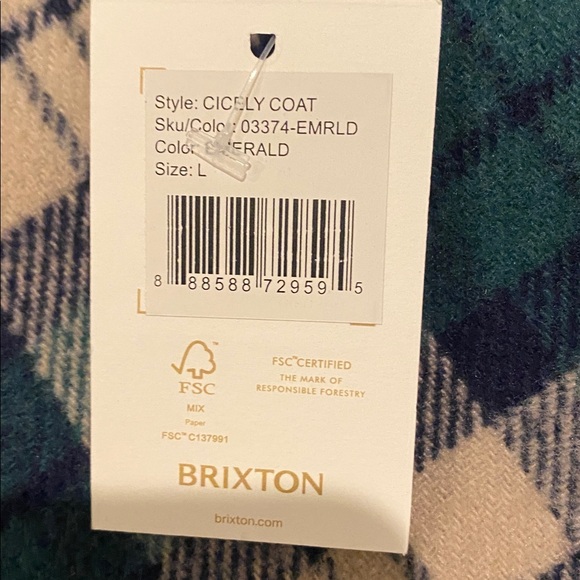 Style: CICELY COAT
Sku/Color: 03374-EMRLD
Color: EMERALD
Size: L
8 88588 72959 5
FSC
MIX
Paper
FSC™ C137991
FSC™ CERTIFIED
THE MARK OF
RESPONSIBLE FORESTRY
BRIXTON
brixton.com